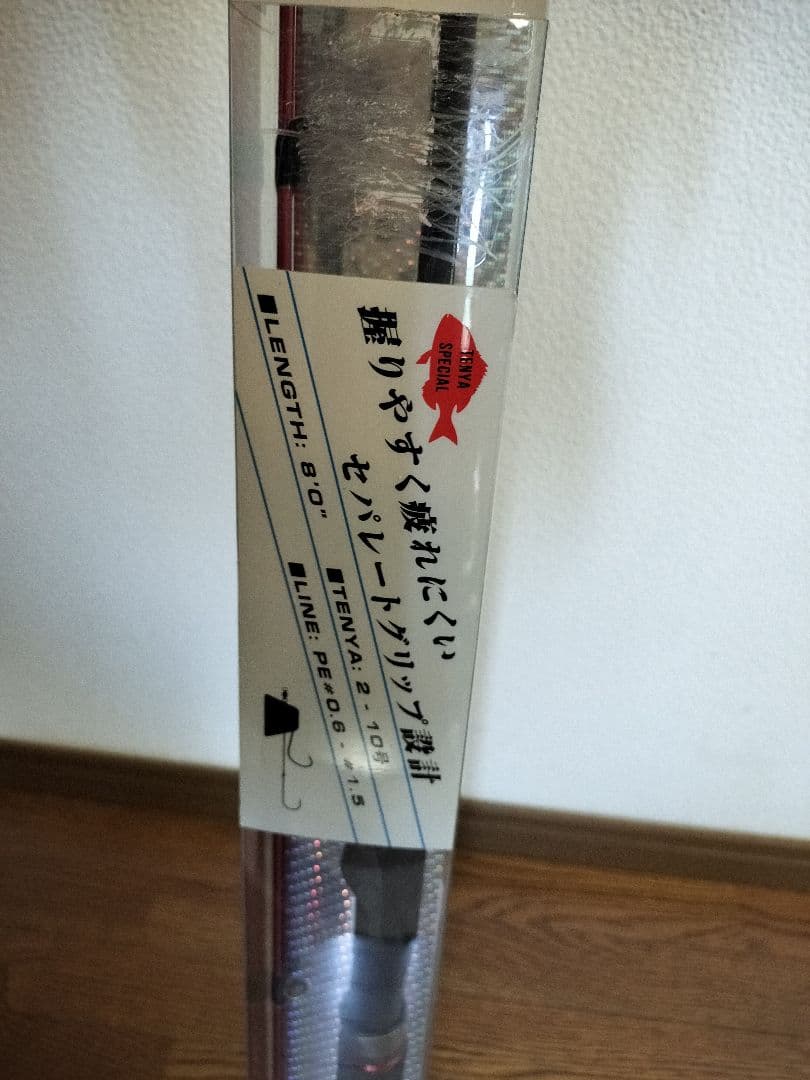 TENYA
SPECIAL
握りやすく疲れにくい
セパレートグリップ設計
■LENGTH: 8'0"
■TENYA: 2 - 10号
■LINE: PE#0.6 - #1.5